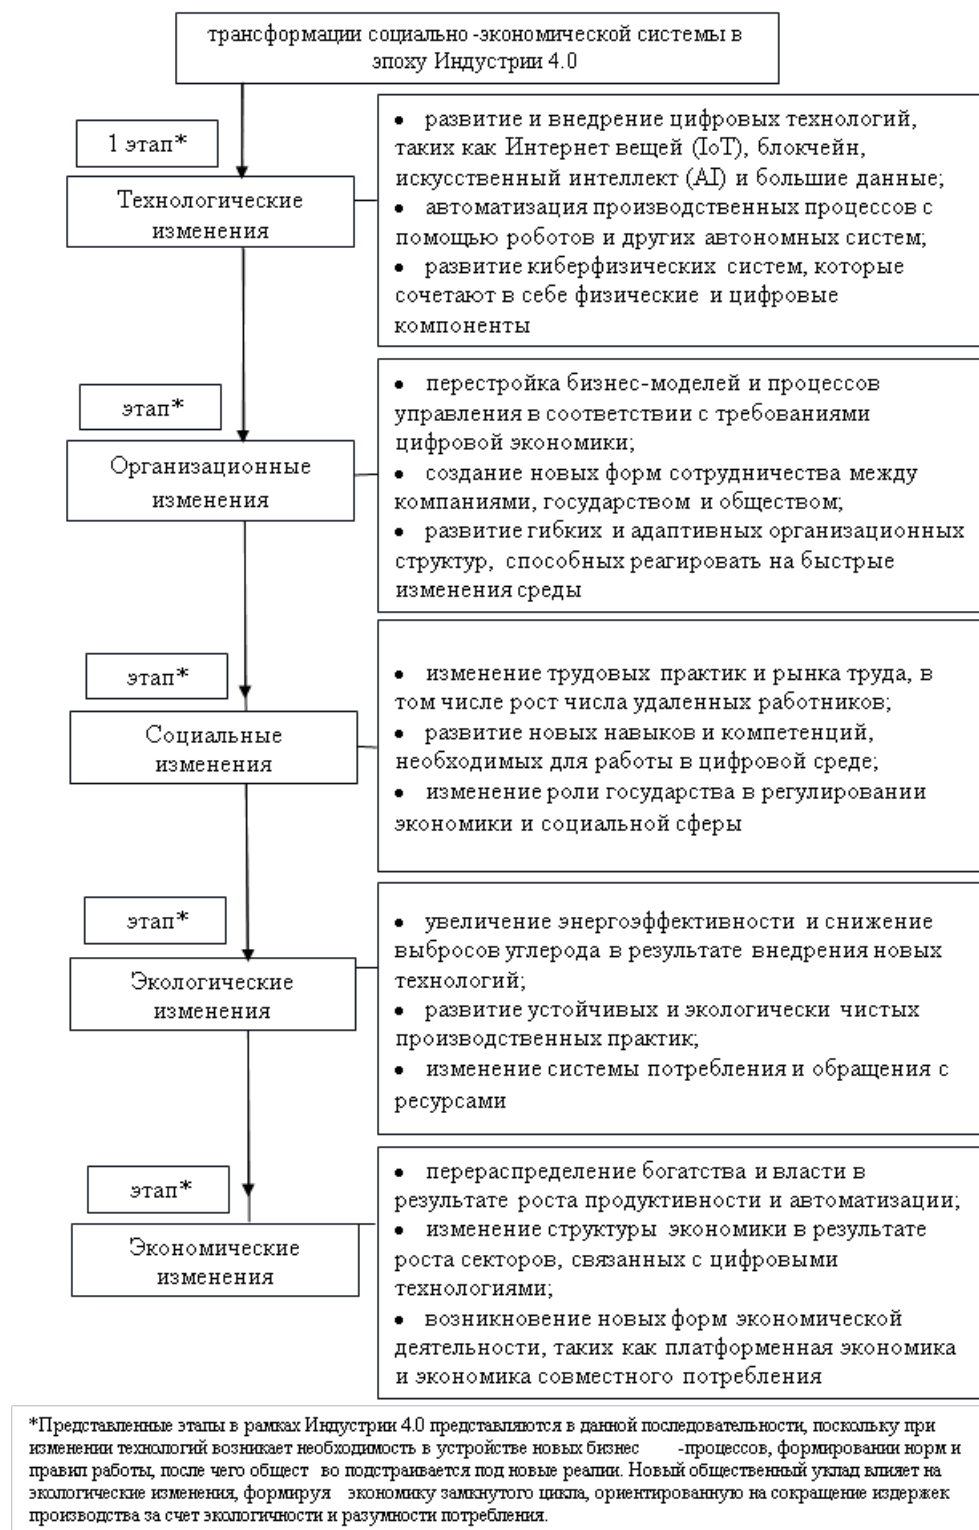 трансформации социально -экономической системы в
эпоху Индустрии 4.0
1 этап*
Технологические
изменения
• развитие и внедрение цифровых технологий,
таких как Интернет вещей (IoT), блокчейн,
искусственный интеллект (AI) и большие данные;
• автоматизация производственных процессов с
помощью роботов и других автономных систем;
• развитие киберфизических систем, которые
сочетают в себе физические и цифровые
компоненты
этап*
Организационные
изменения
• перестройка бизнес-моделей и процессов
управления в соответствии с требованиями
цифровой экономики;
• создание новых форм сотрудничества между
компаниями, государством и обществом;
• развитие гибких и адаптивных организационных
структур, способных реагировать на быстрые
изменения среды
этап*
Социальные
изменения
• изменение трудовых практик и рынка труда, в
том числе рост числа удаленных работников;
• развитие новых навыков и компетенций,
необходимых для работы в цифровой среде;
• изменение роли государства в регулировании
экономики и социальной сферы
этап*
Экологические
изменения
• увеличение энергоэффективности и снижение
выбросов углерода в результате внедрения новых
технологий;
• развитие устойчивых и экологически чистых
производственных практик;
• изменение системы потребления и обращения с
ресурсами
этап*
Экономические
изменения
• перераспределение богатства и власти в
результате роста продуктивности и автоматизации;
• изменение структуры экономики в результате
роста секторов, связанных с цифровыми
технологиями;
• возникновение новых форм экономической
деятельности, таких как платформенная экономика
и экономика совместного потребления
*Представленные этапы в рамках Индустрии 4.0 представляются в данной последовательности, поскольку при
изменении технологий возникает необходимость в устройстве новых бизнес -процессов, формировании норм и
правил работы, после чего общест во подстраивается под новые реалии. Новый общественный уклад влияет на
экологические изменения, формируя экономику замкнутого цикла, ориентированную на сокращение издержек
производства за счет экологичности и разумности потребления.